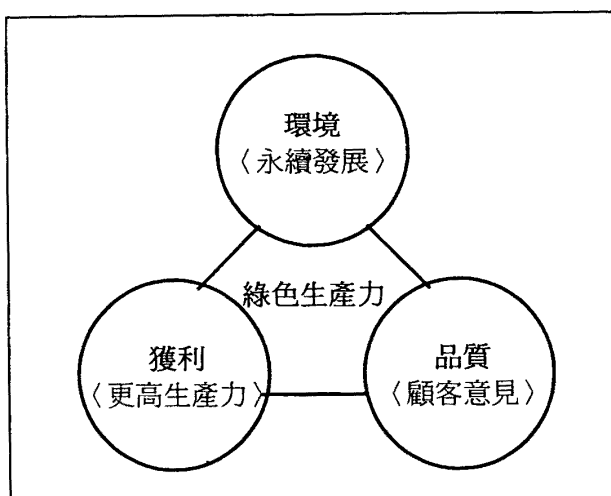 環境
〈永續發展〉
綠色生產力
獲利
〈更高生產力〉
品質
〈顧客意見〉